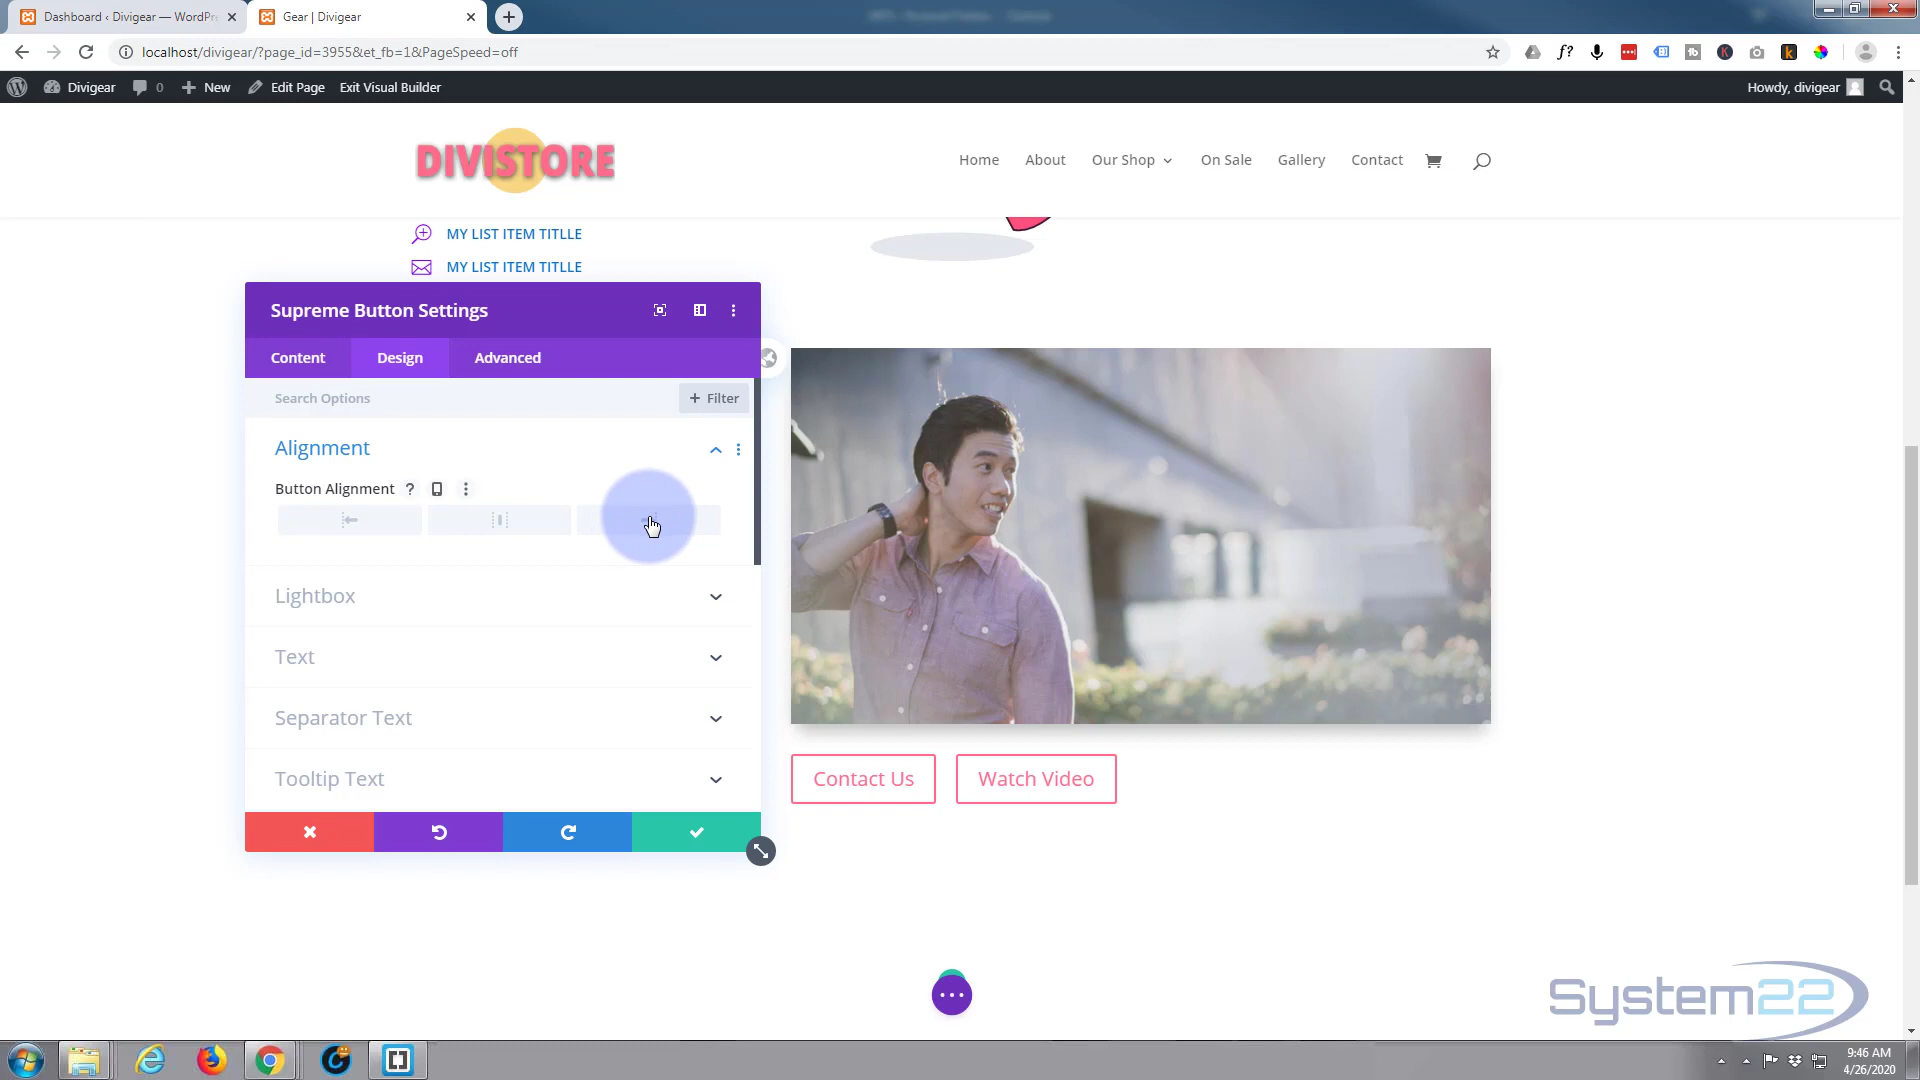 Dashboard ‹ Divigear — WordPr
Gear | Divigear
localhost/divigear/?page_id=3955&et_fb=1&PageSpeed=off
Divigear
0
New
Edit Page
Exit Visual Builder
Howdy, divigear
DIVISTORE
Home
About
Our Shop
On Sale
Gallery
Contact
MY LIST ITEM TITLLE
MY LIST ITEM TITLLE
Supreme Button Settings
Content
Design
Advanced
Search Options
+ Filter
Alignment
Button Alignment ?
Lightbox
Text
Separator Text
Tooltip Text
Contact Us
Watch Video
System22
9:46 AM
4/26/2020